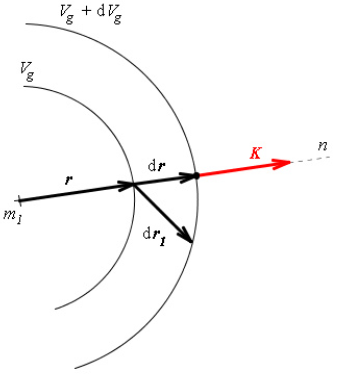 V_g + dV_g
V_g
n
K
dr
r
m_1
dr_1